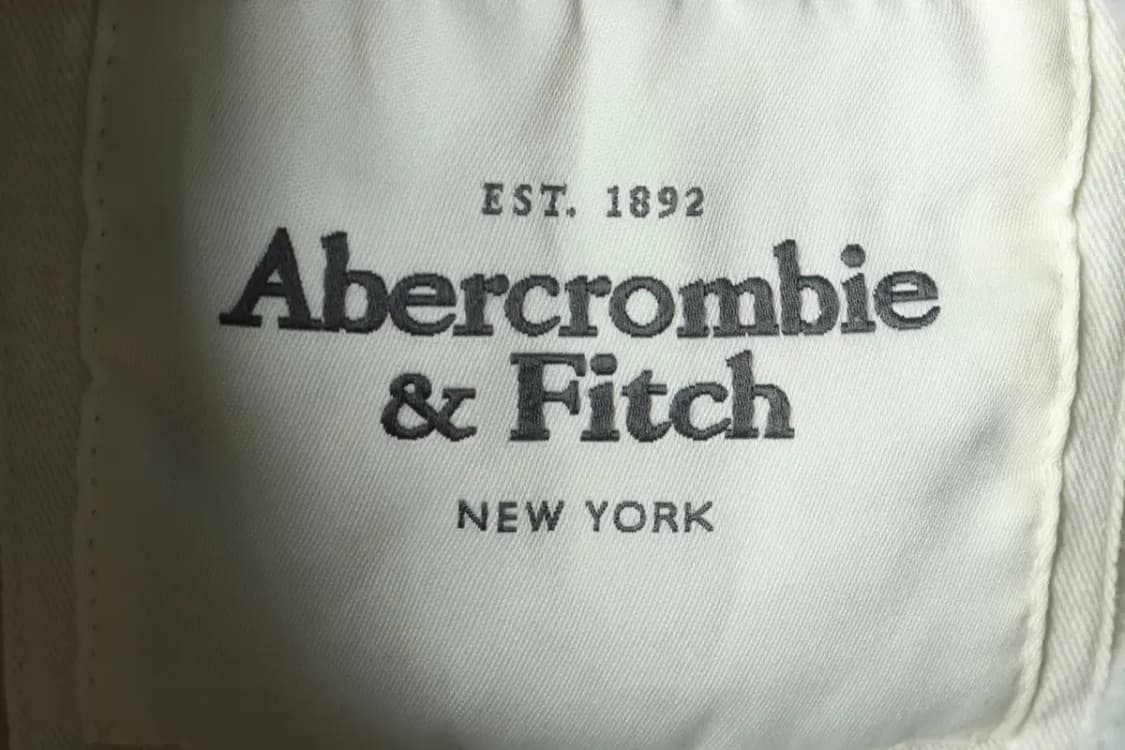 EST. 1892
Abercrombie
& Fitch
NEW YORK